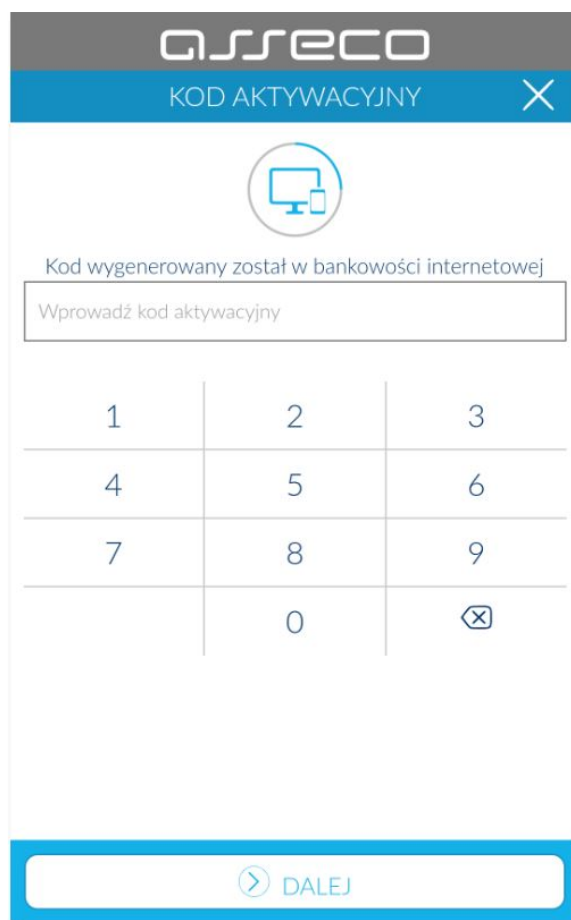 asseco
KOD AKTYWACYJNY
Kod wygenerowany został w bankowości internetowej
Wprowadź kod aktywacyjny
1 2 3
4 5 6
7 8 9
0
DALEJ